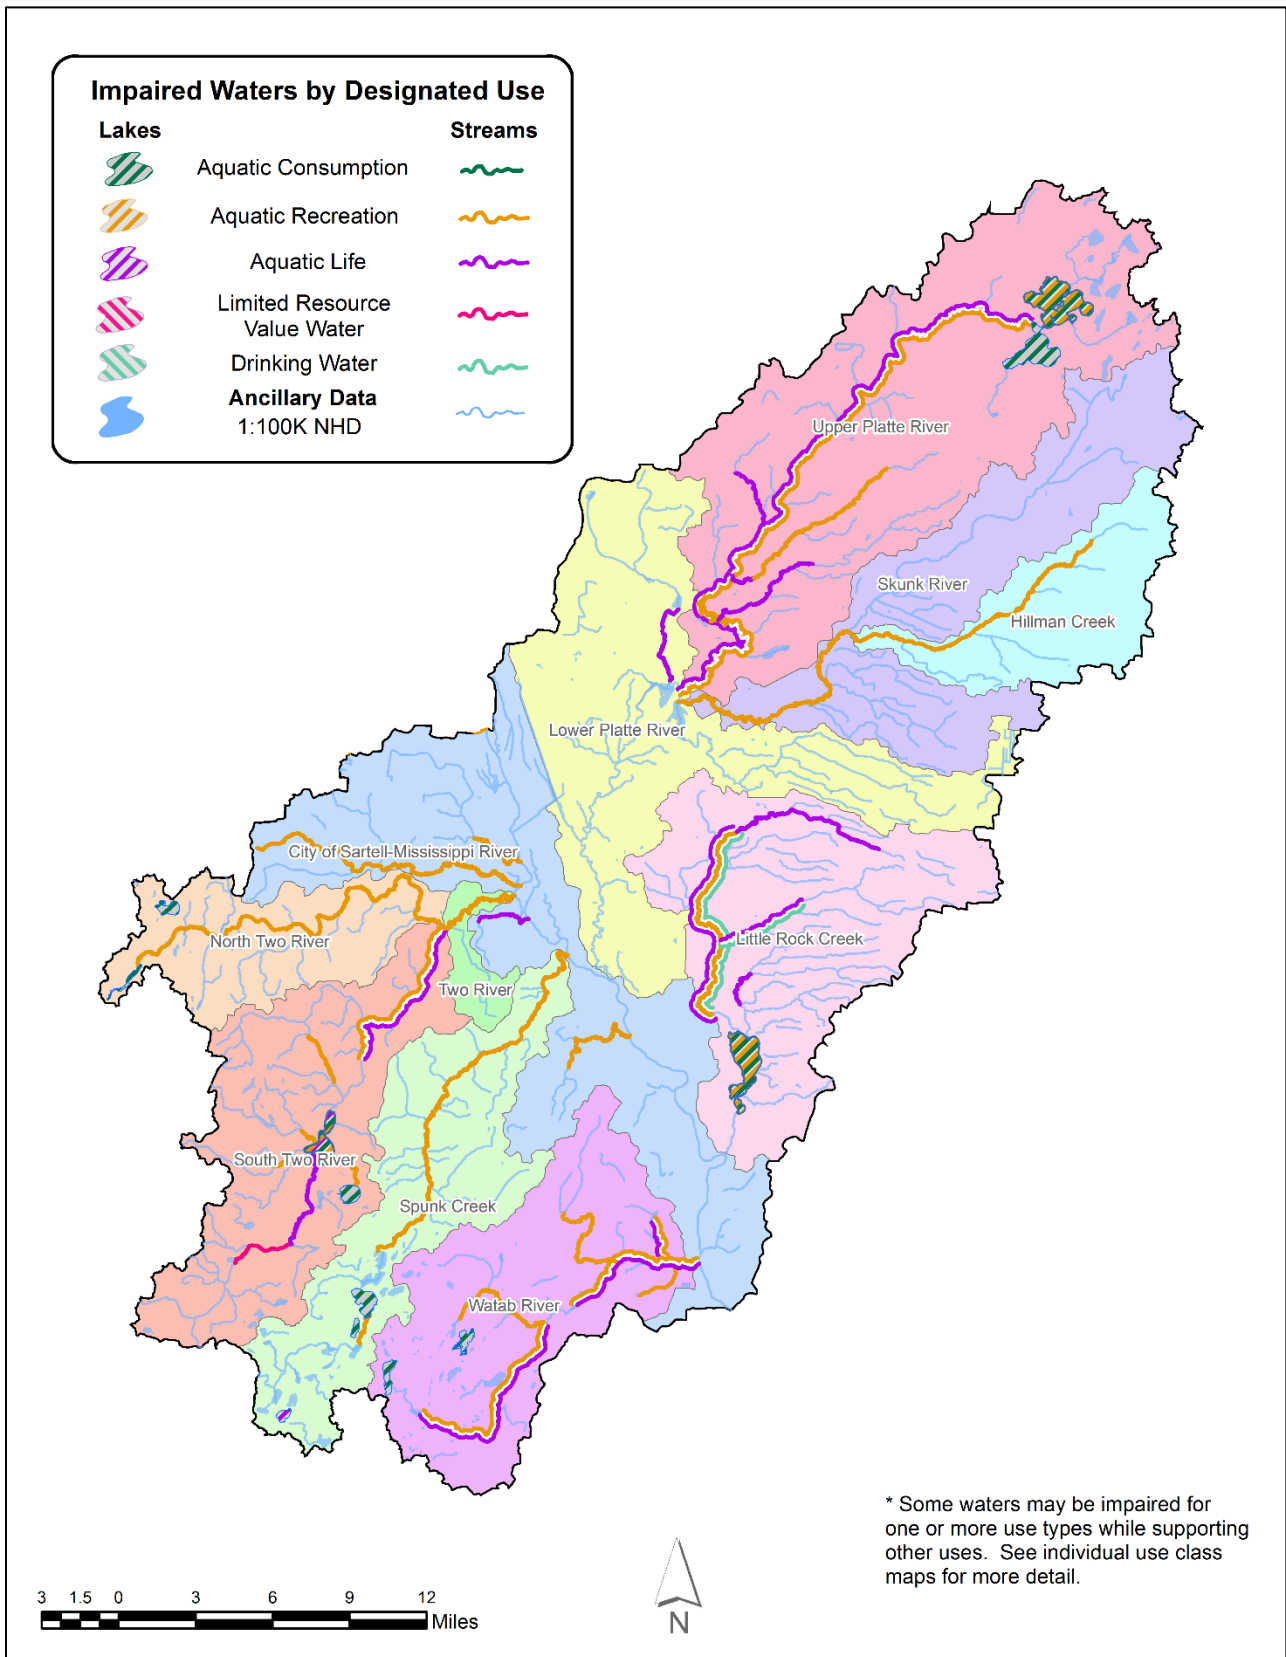 Impaired Waters by Designated Use
Lakes
Streams
Aquatic Consumption
Aquatic Recreation
Aquatic Life
Limited Resource
Value Water
Drinking Water
Ancillary Data
1:100K NHD
Upper Platte River
Skunk River
Hillman Creek
Lower Platte River
City of Sartell-Mississippi River
North Two River
Little Rock Creek
Two River
South Two River
Spunk Creek
Watab River
* Some waters may be impaired for
one or more use types while supporting
other uses. See individual use class
maps for more detail.
3 1.5 0 3 6 9 12
Miles
N